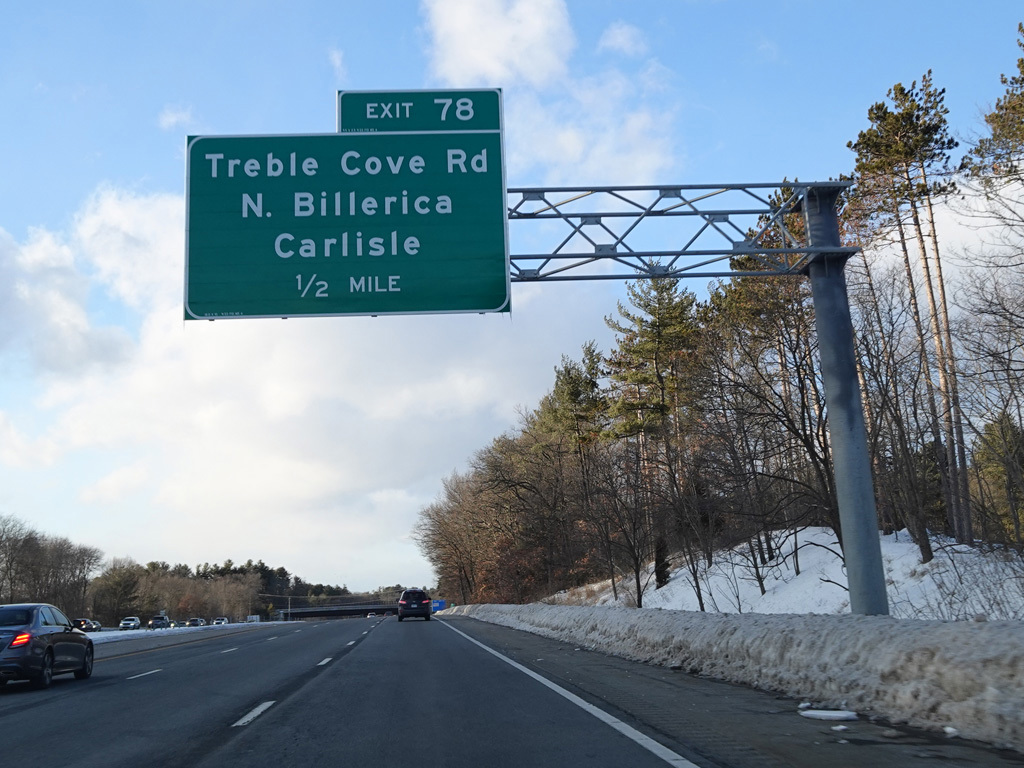 EXIT 78
Treble Cove Rd
N. Billerica
Carlisle
1/2 MILE